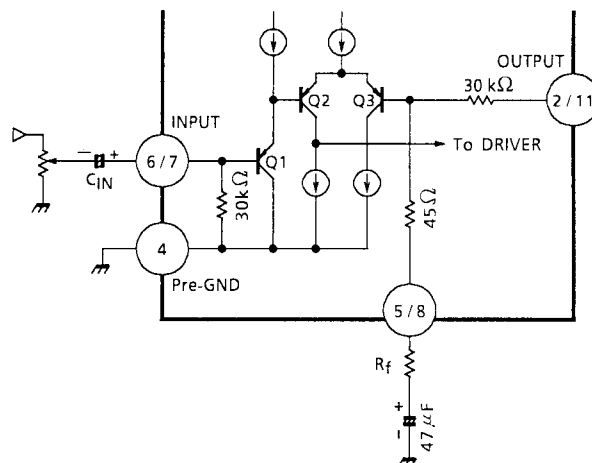 OUTPUT
30 kΩ
2 / 11
Q2
Q3
INPUT
6 / 7
Q1
To DRIVER
− +
CIN
30kΩ
45Ω
4
Pre-GND
5 / 8
Rf
+
−
47 µF